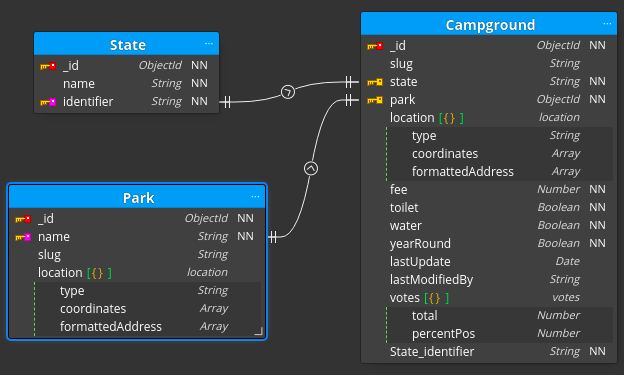 State ...
_id ObjectId NN
name String NN
identifier String NN
Park ...
_id ObjectId NN
name String NN
slug String
location [{} ] location
type String
coordinates Array
formattedAddress Array
Campground ...
_id ObjectId NN
slug String
state String NN
park ObjectId NN
location [{} ] location
type String
coordinates Array
formattedAddress Array
fee Number NN
toilet Boolean NN
water Boolean NN
yearRound Boolean NN
lastUpdate Date
lastModifiedBy String
votes [{} ] votes
total Number
percentPos Number
State_identifier String NN